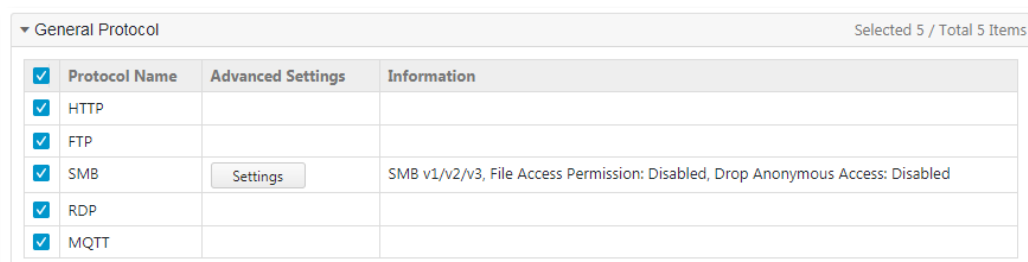 General Protocol Selected 5 / Total 5 Items
Protocol Name Advanced Settings Information
HTTP
FTP
SMB Settings SMB v1/v2/v3, File Access Permission: Disabled, Drop Anonymous Access: Disabled
RDP
MQTT